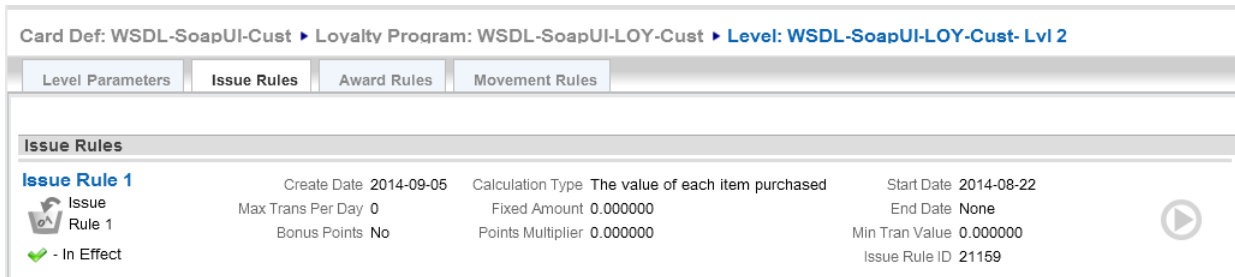 Card Def: WSDL-SoapUI-Cust ▸ Loyalty Program: WSDL-SoapUI-LOY-Cust ▸ Level: WSDL-SoapUI-LOY-Cust- Lvl 2
Level Parameters Issue Rules Award Rules Movement Rules
Issue Rules
Issue Rule 1 Create Date 2014-09-05 Calculation Type The value of each item purchased Start Date 2014-08-22
Issue Rule 1 Max Trans Per Day 0 Fixed Amount 0.000000 End Date None
Bonus Points No Points Multiplier 0.000000 Min Tran Value 0.000000
- In Effect Issue Rule ID 21159